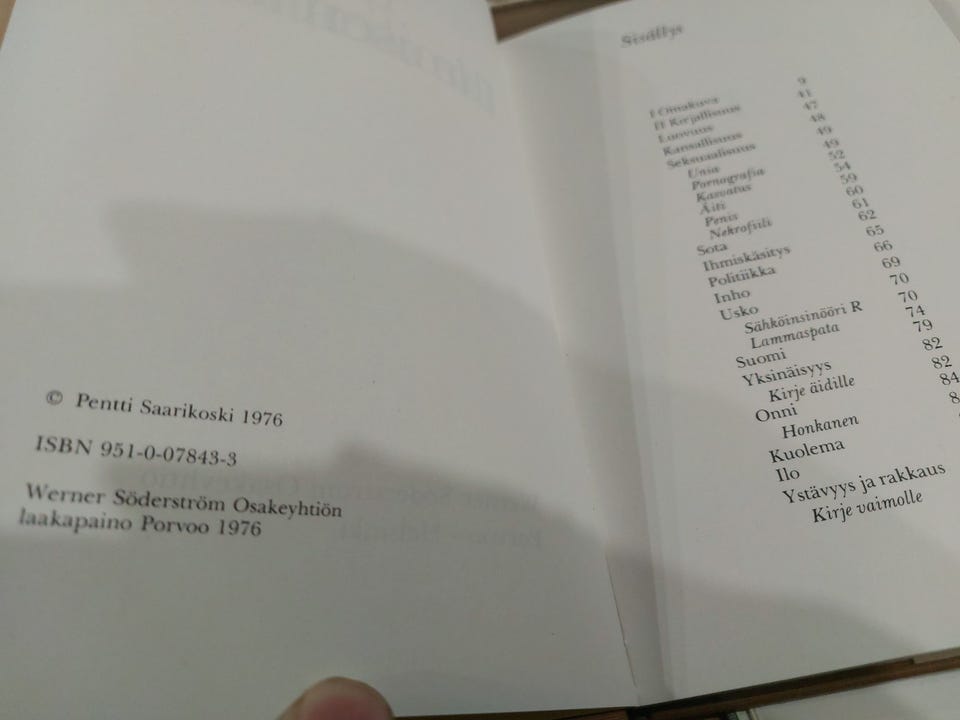 © Pentti Saarikoski 1976
ISBN 951-0-07843-3
Werner Söderström Osakeyhtiön
laakapaino Porvoo 1976
Sisällys
I Omakuva 9
II Kirjallisuus 41
Luovuus 47
Kansallisuus 48
Seksuaalisuus 49
Unia 49
Pornografia 52
Kasvatus 54
Äiti 59
Penis 60
Nekrofiili 61
Sota 62
Ihmiskäsitys 65
Politiikka 66
Inho 69
Usko 70
Sähköinsinööri R 70
Lammaspata 74
Suomi 79
Yksinäisyys 82
Kirje äidille 82
Onni 84
Honkanen
Kuolema
Ilo
Ystävyys ja rakkaus
Kirje vaimolle